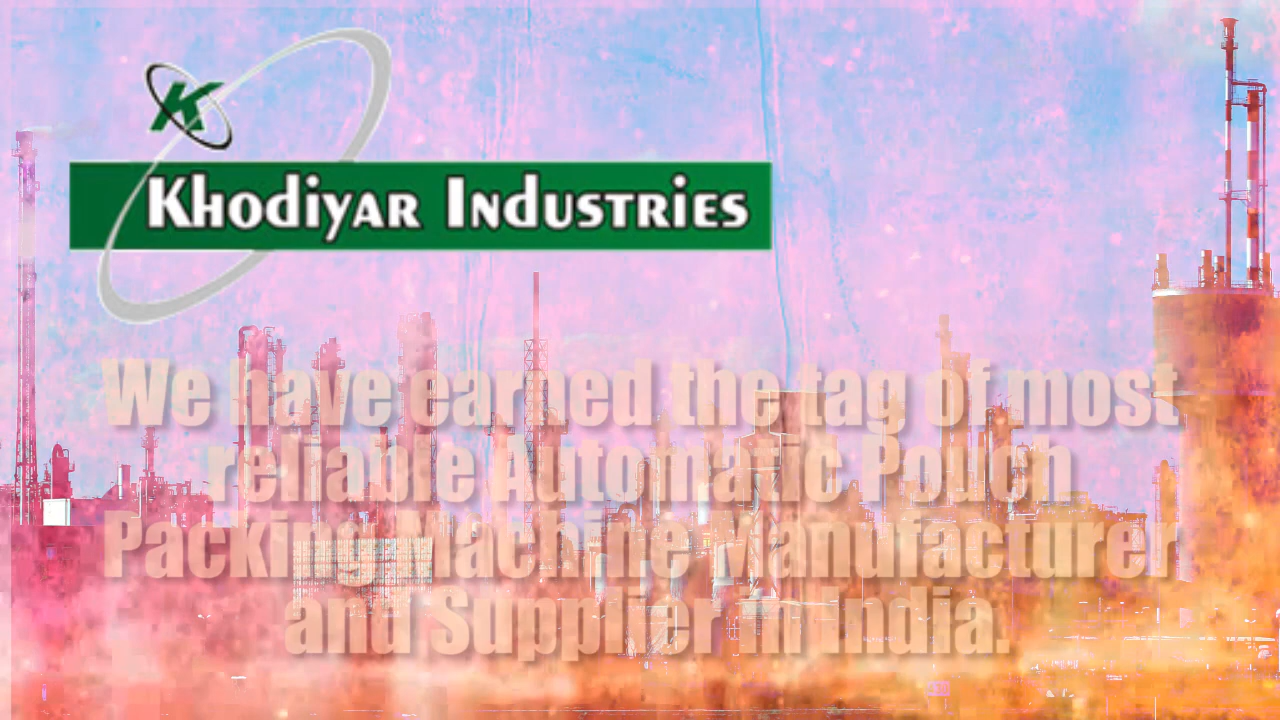 K
Khodiyar Industries
We have earned the tag of most
reliable Automatic Pouch
Packing Machine Manufacturer
and Supplier in India.